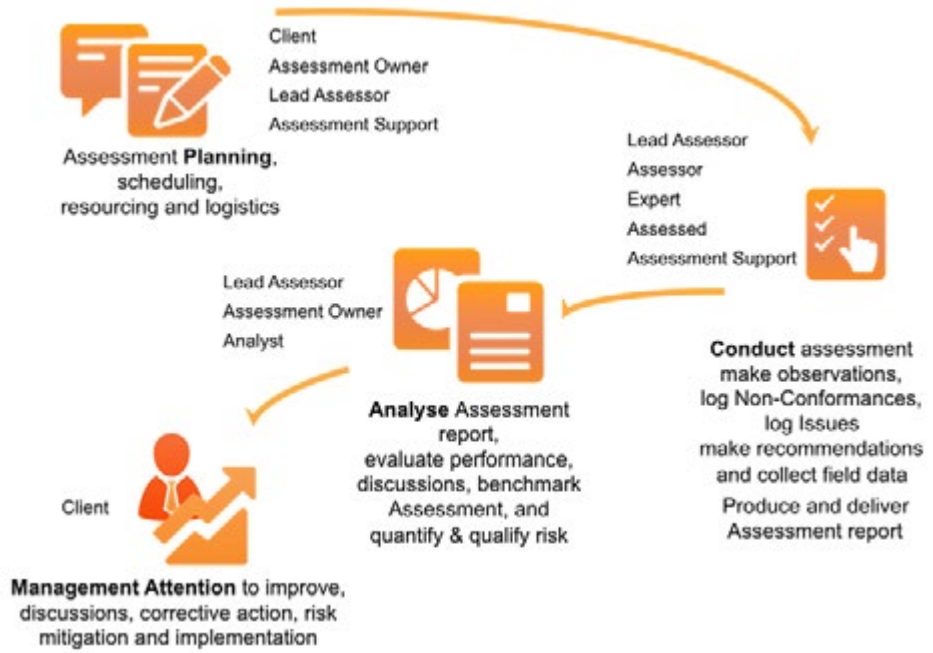 Client
Assessment Owner
Lead Assessor
Assessment Support
Assessment Planning,
scheduling,
resourcing and logistics
Lead Assessor
Assessor
Expert
Assessed
Assessment Support
Conduct assessment
make observations,
log Non-Conformances,
log Issues
make recommendations
and collect field data
Produce and deliver
Assessment report
Lead Assessor
Assessment Owner
Analyst
Analyse Assessment
report,
evaluate performance,
discussions, benchmark
Assessment, and
quantify & qualify risk
Client
Management Attention to improve,
discussions, corrective action, risk
mitigation and implementation